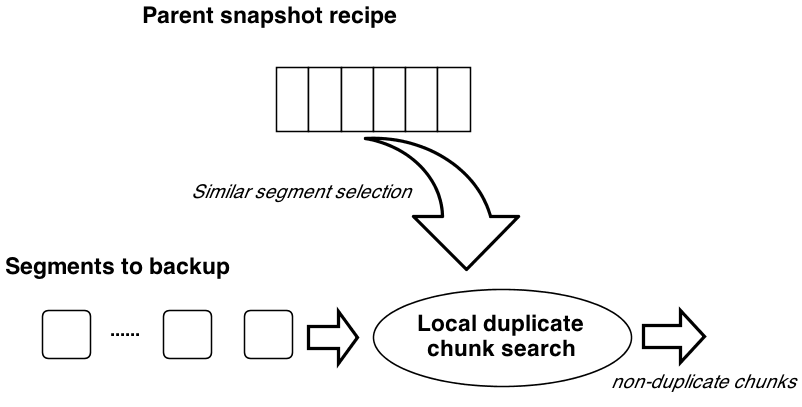 Parent snapshot recipe
Similar segment selection
Segments to backup
......
Local duplicate
chunk search
non-duplicate chunks